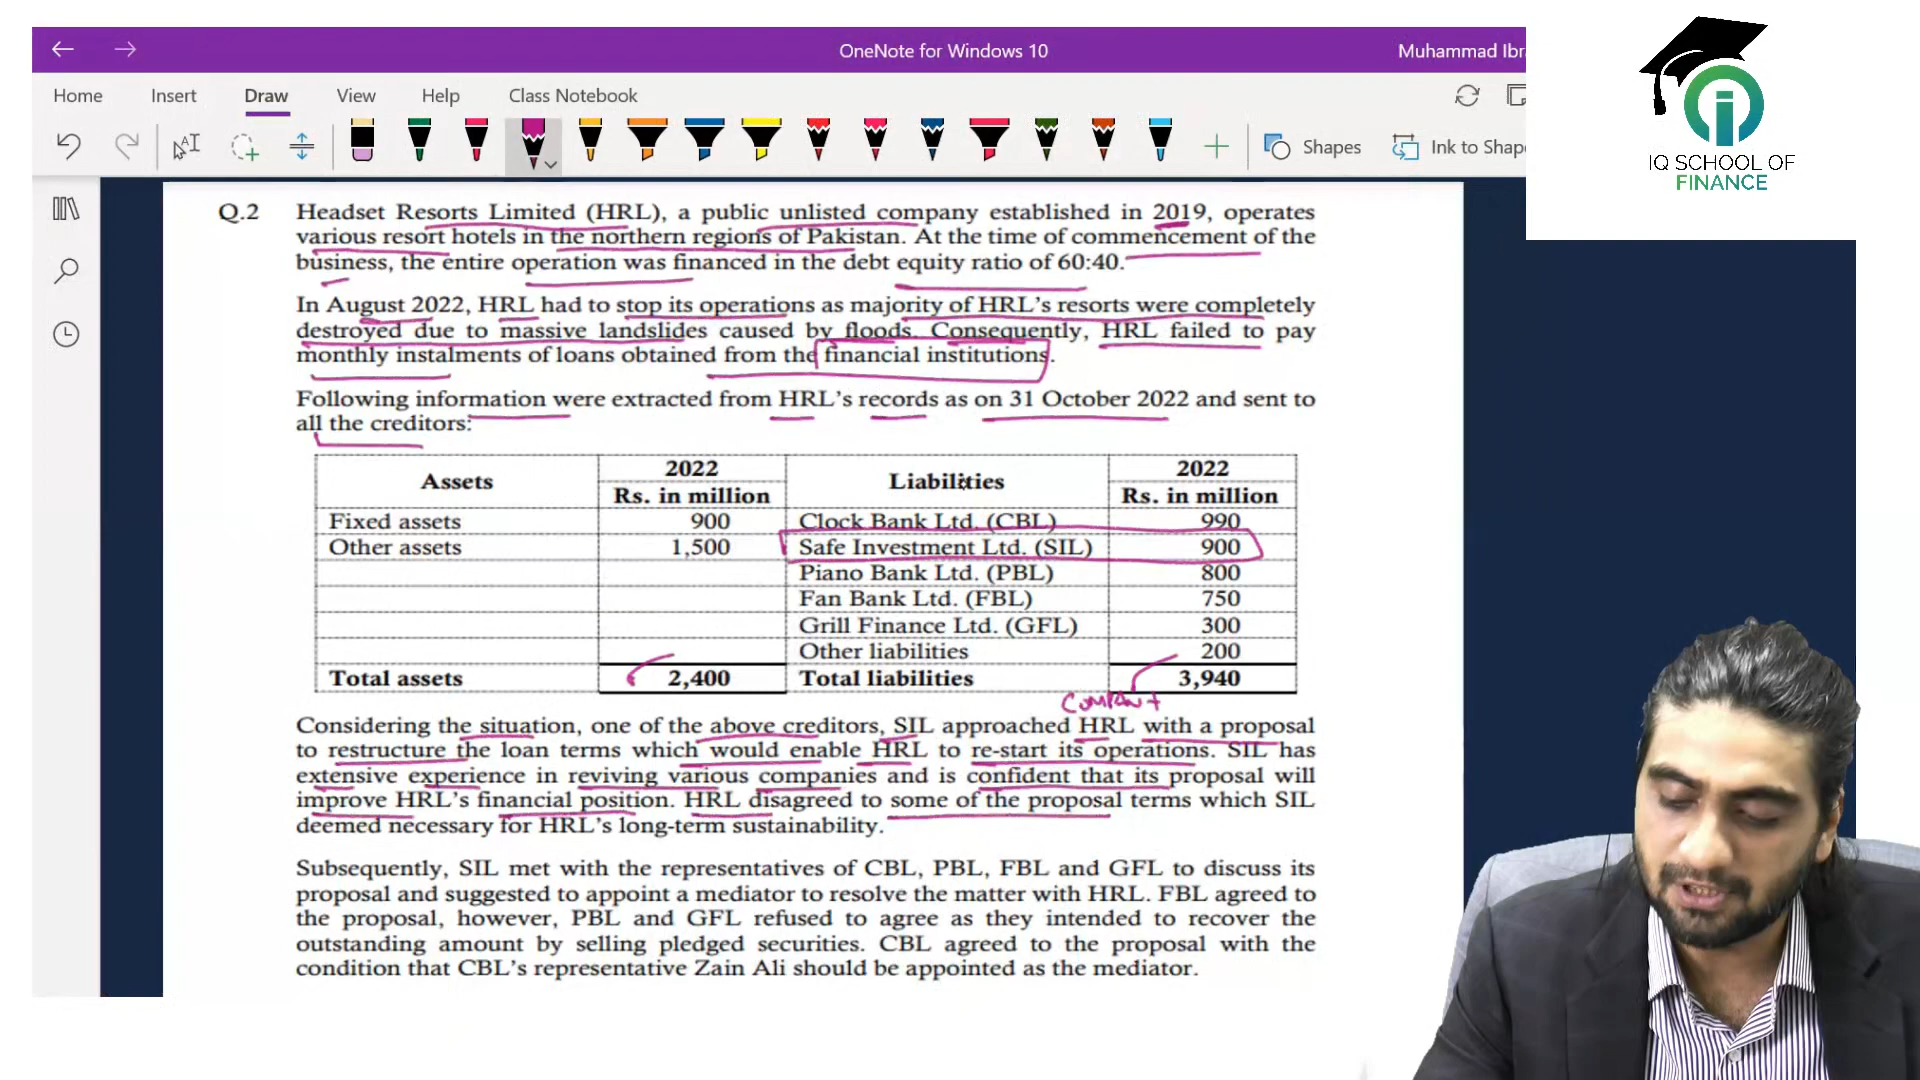 OneNote for Windows 10
Muhammad Ibr
Home Insert Draw View Help Class Notebook
Shapes Ink to Shap
IQ SCHOOL OF
FINANCE
Q.2 Headset Resorts Limited (HRL), a public unlisted company established in 2019, operates
various resort hotels in the northern regions of Pakistan. At the time of commencement of the
business, the entire operation was financed in the debt equity ratio of 60:40.
In August 2022, HRL had to stop its operations as majority of HRL's resorts were completely
destroyed due to massive landslides caused by floods. Consequently, HRL failed to pay
monthly instalments of loans obtained from the financial institutions.
Following information were extracted from HRL's records as on 31 October 2022 and sent to
all the creditors:
Assets 2022 Liabilities 2022
Rs. in million Rs. in million
Fixed assets 900 Clock Bank Ltd. (CBL) 990
Other assets 1,500 Safe Investment Ltd. (SIL) 900
Piano Bank Ltd. (PBL) 800
Fan Bank Ltd. (FBL) 750
Grill Finance Ltd. (GFL) 300
Other liabilities 200
Total assets 2,400 Total liabilities 3,940
Considering the situation, one of the above creditors, SIL approached HRL with a proposal
to restructure the loan terms which would enable HRL to re-start its operations. SIL has
extensive experience in reviving various companies and is confident that its proposal will
improve HRL's financial position. HRL disagreed to some of the proposal terms which SIL
deemed necessary for HRL's long-term sustainability.
Subsequently, SIL met with the representatives of CBL, PBL, FBL and GFL to discuss its
proposal and suggested to appoint a mediator to resolve the matter with HRL. FBL agreed to
the proposal, however, PBL and GFL refused to agree as they intended to recover the
outstanding amount by selling pledged securities. CBL agreed to the proposal with the
condition that CBL's representative Zain Ali should be appointed as the mediator.